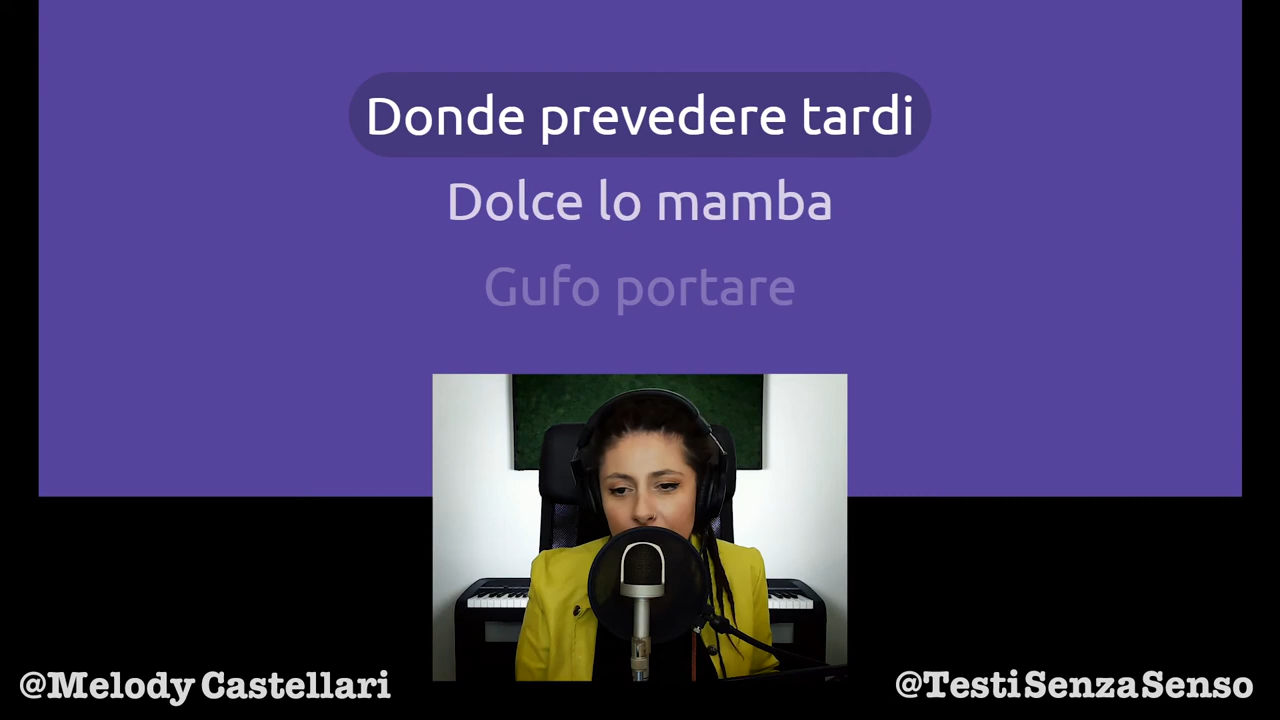 Donde prevedere tardi
Dolce lo mamba
Gufo portare
@Melody Castellari
@TestiSenzaSenso